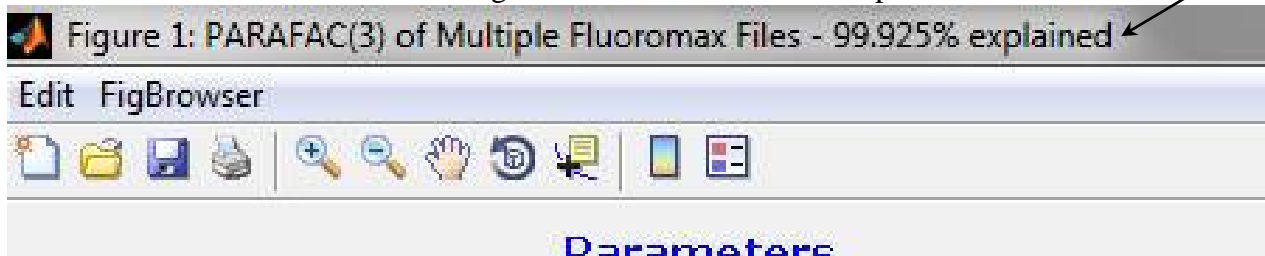 Figure 1: PARAFAC(3) of Multiple Fluoromax Files - 99.925% explained
Edit FigBrowser
Parameters